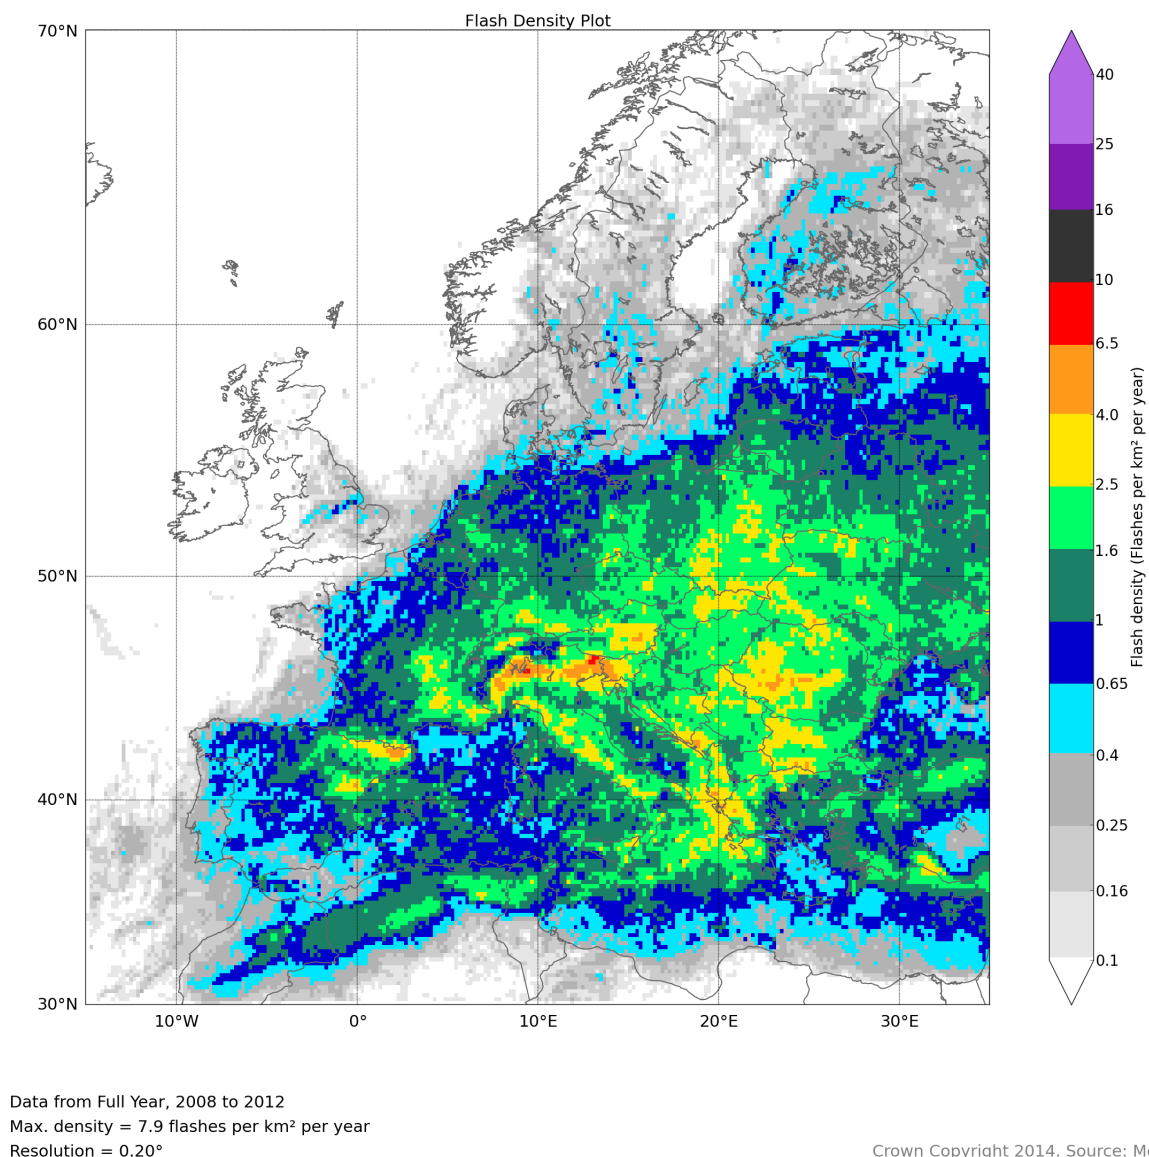 Flash Density Plot
70°N
60°N
50°N
40°N
30°N
10°W
0°
10°E
20°E
30°E
40
25
16
10
6.5
4.0
2.5
1.6
1
0.65
0.4
0.25
0.16
0.1
Flash density (Flashes per km² per year)
Data from Full Year, 2008 to 2012
Max. density = 7.9 flashes per km² per year
Resolution = 0.20°
Crown Copyright 2014. Source: M